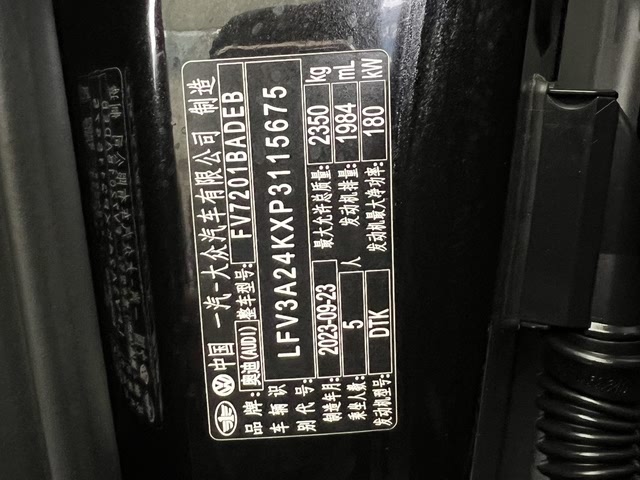 中国 一汽-大众汽车有限公司 制造
品牌: 奥迪(AUDI) 整车型号: FV7201BADEB
车辆识别代号: LFV3A24KXP3115675
制造年月: 2023-09-23 最大允许总质量: 2350 kg
乘坐人数: 5 人 发动机排量: 1984 mL
发动机型号: DTK 发动机最大净功率: 180 kW